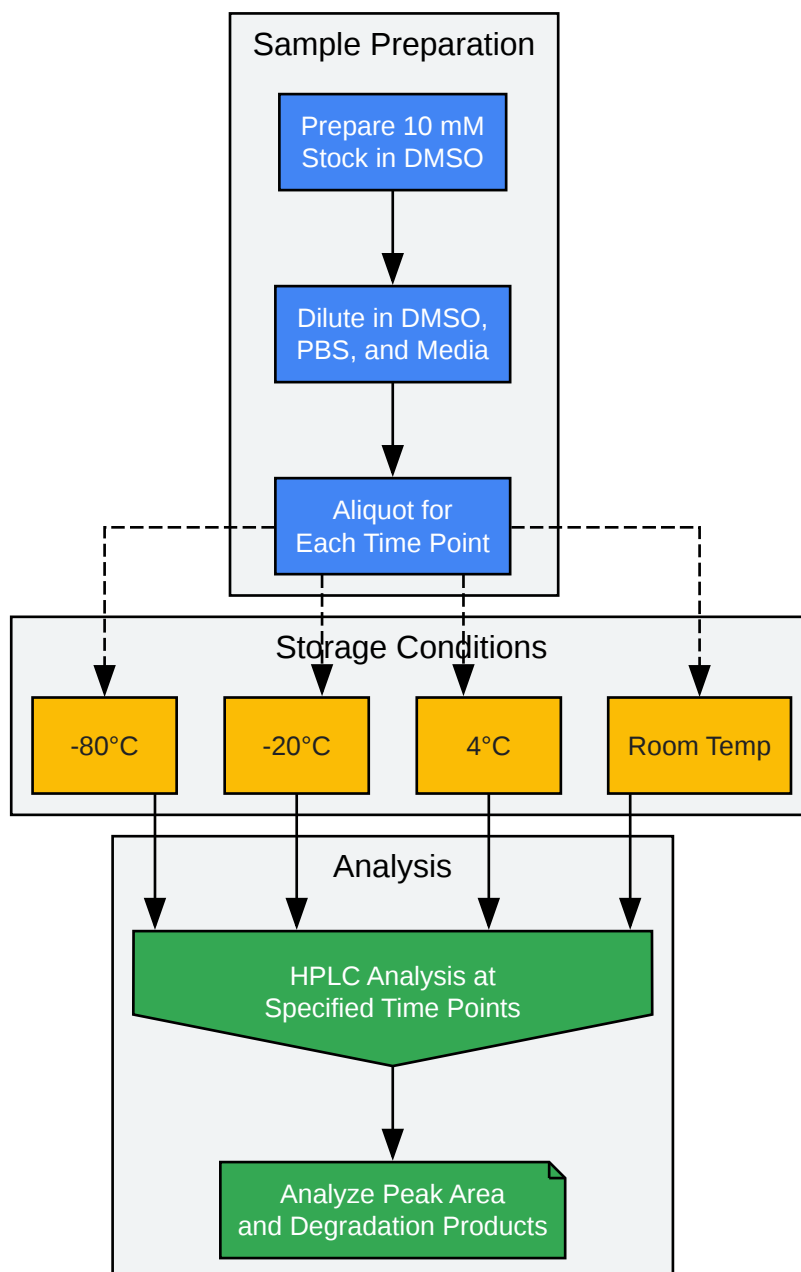 Sample Preparation
Prepare 10 mM
Stock in DMSO
Dilute in DMSO,
PBS, and Media
Aliquot for
Each Time Point
Storage Conditions
-80°C
-20°C
4°C
Room Temp
Analysis
HPLC Analysis at
Specified Time Points
Analyze Peak Area
and Degradation Products